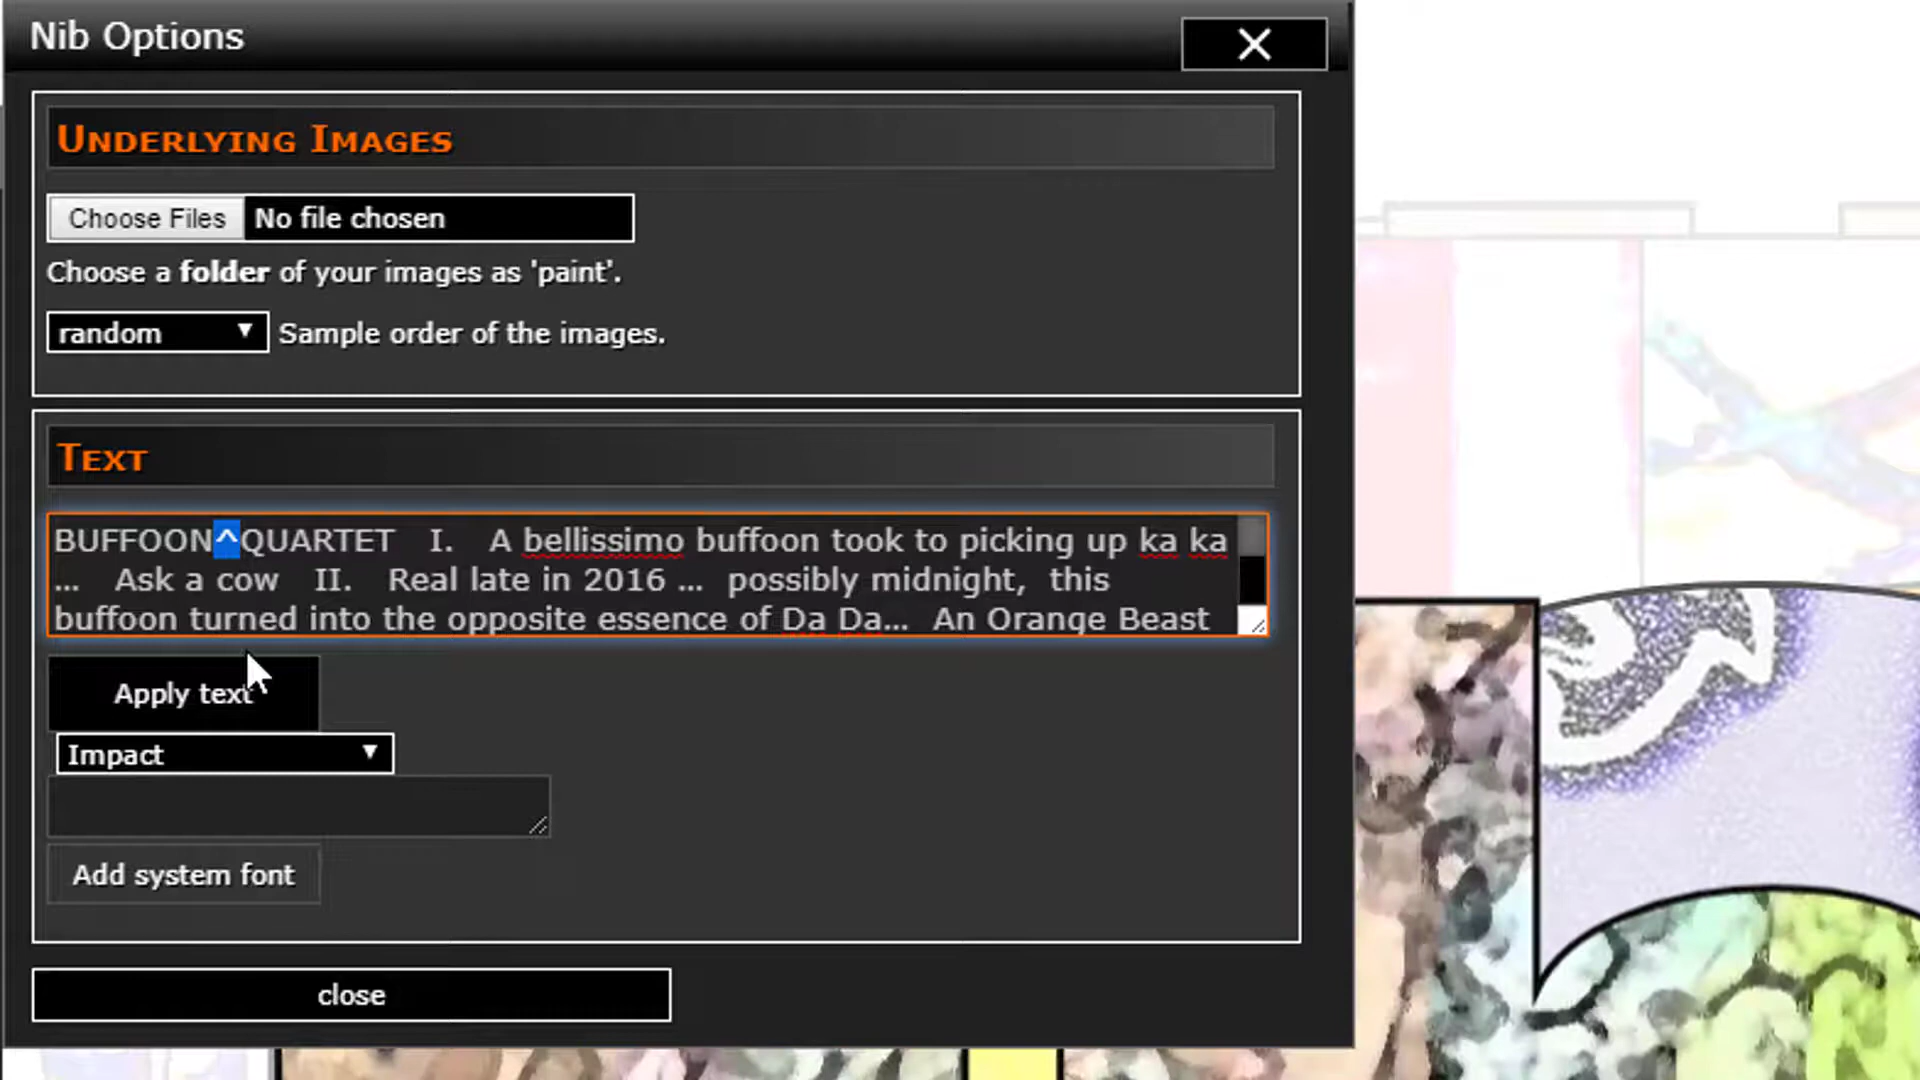 Nib Options
UNDERLYING IMAGES
Choose Files No file chosen
Choose a folder of your images as 'paint'.
random Sample order of the images.
TEXT
BUFFOON^QUARTET I. A bellissimo buffoon took to picking up ka ka
... Ask a cow II. Real late in 2016 ... possibly midnight, this
buffoon turned into the opposite essence of Da Da... An Orange Beast
Apply text
Impact
Add system font
close